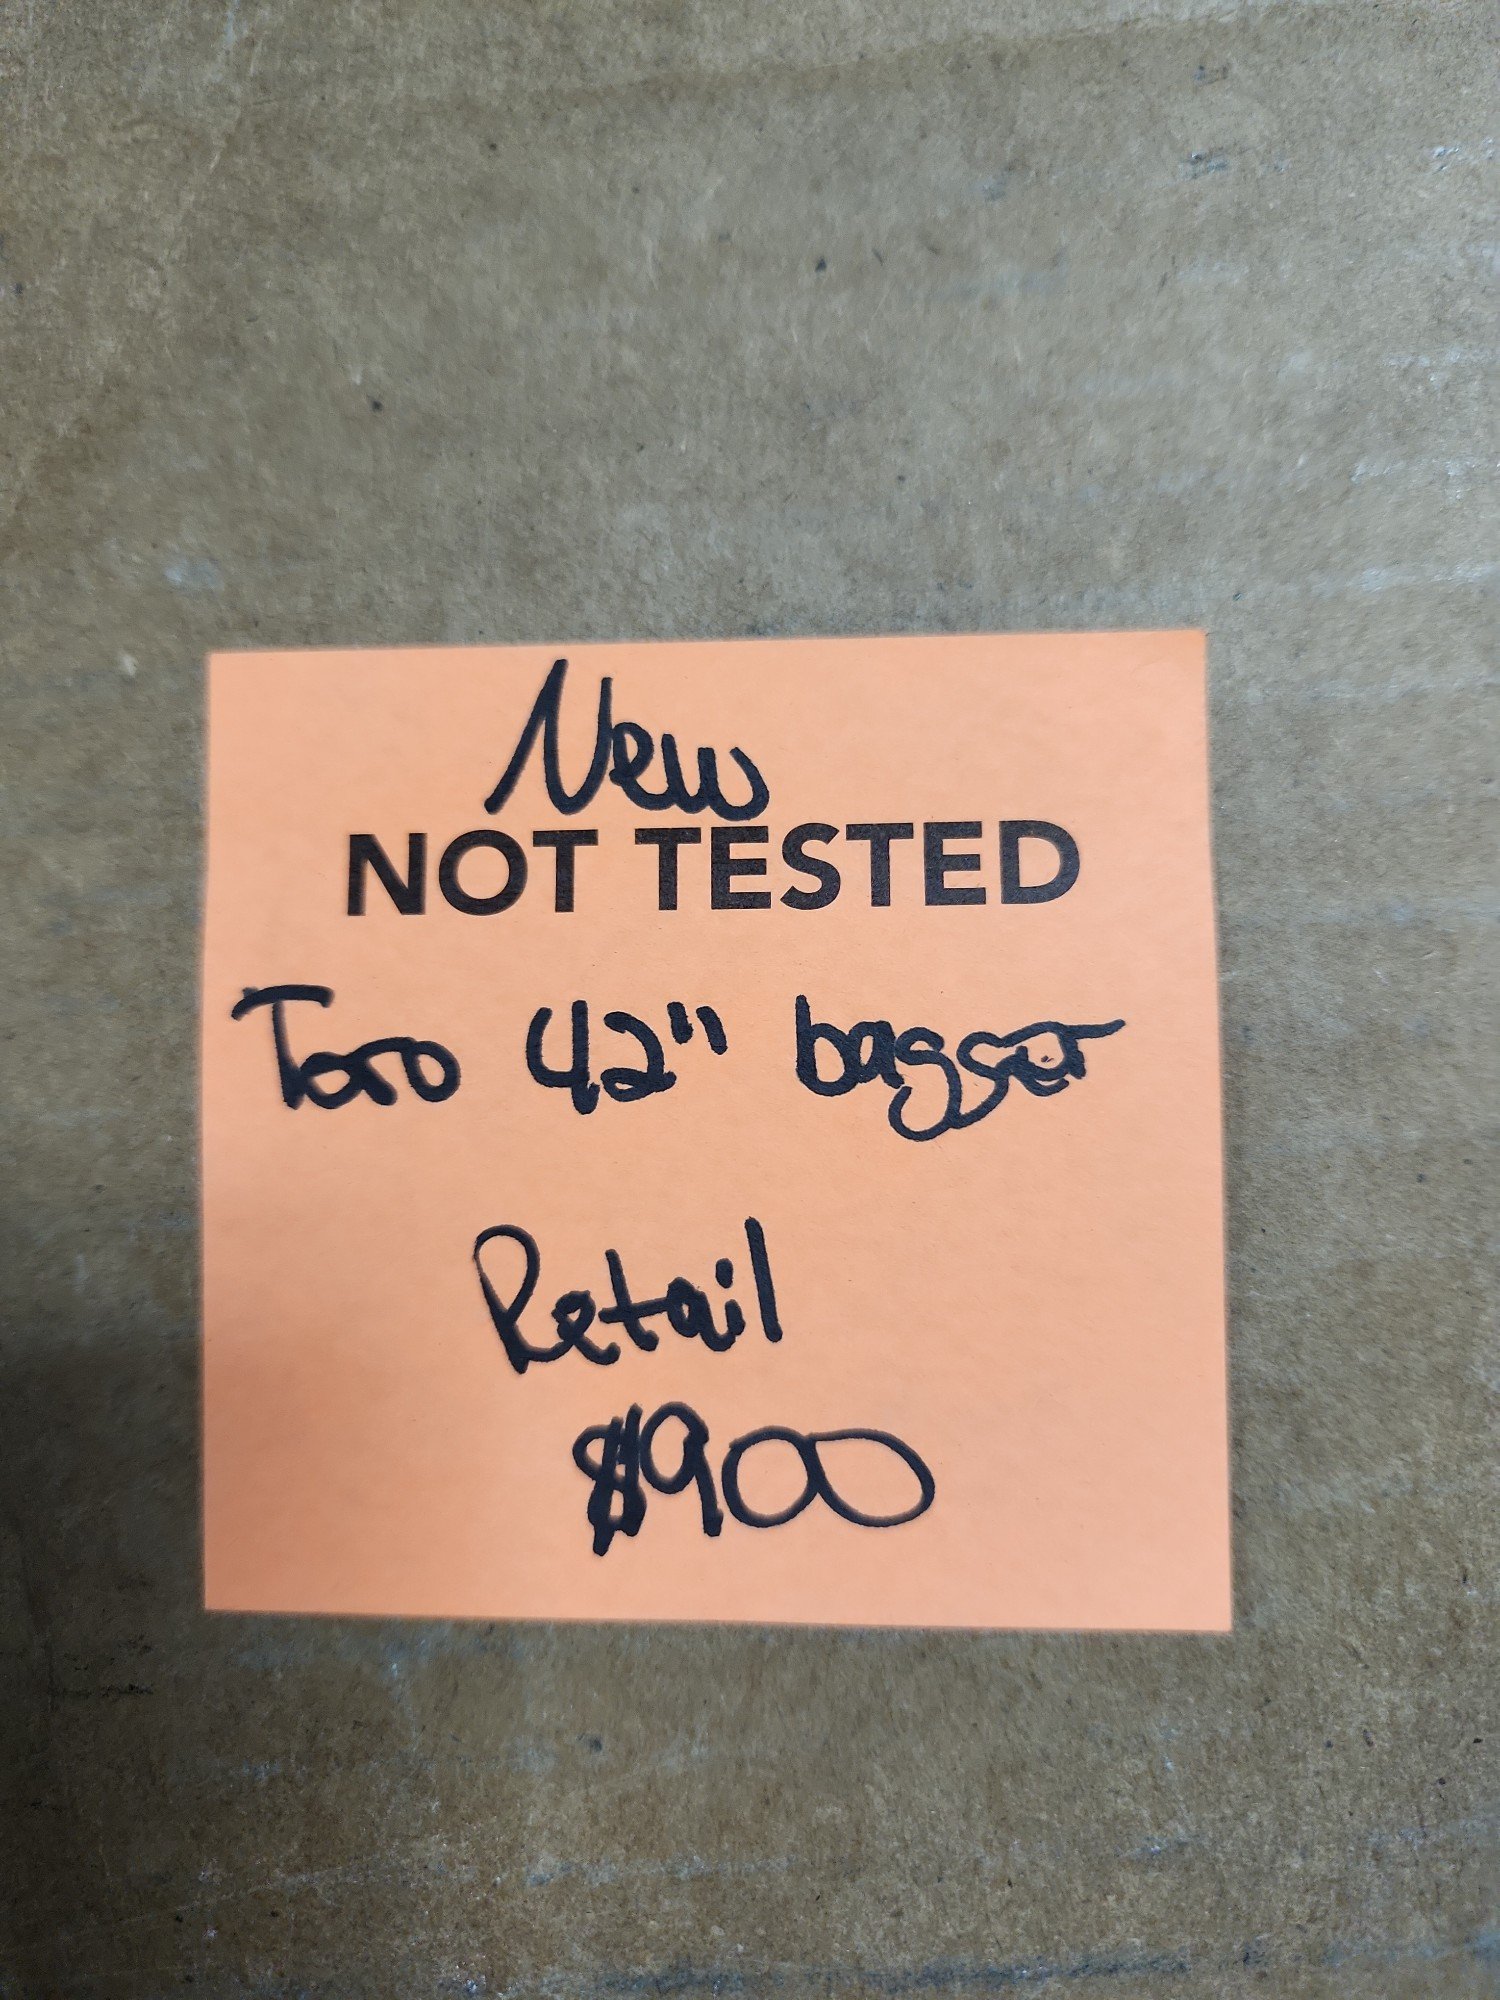 New
NOT TESTED
Toro 42" bagger
Retail
$900